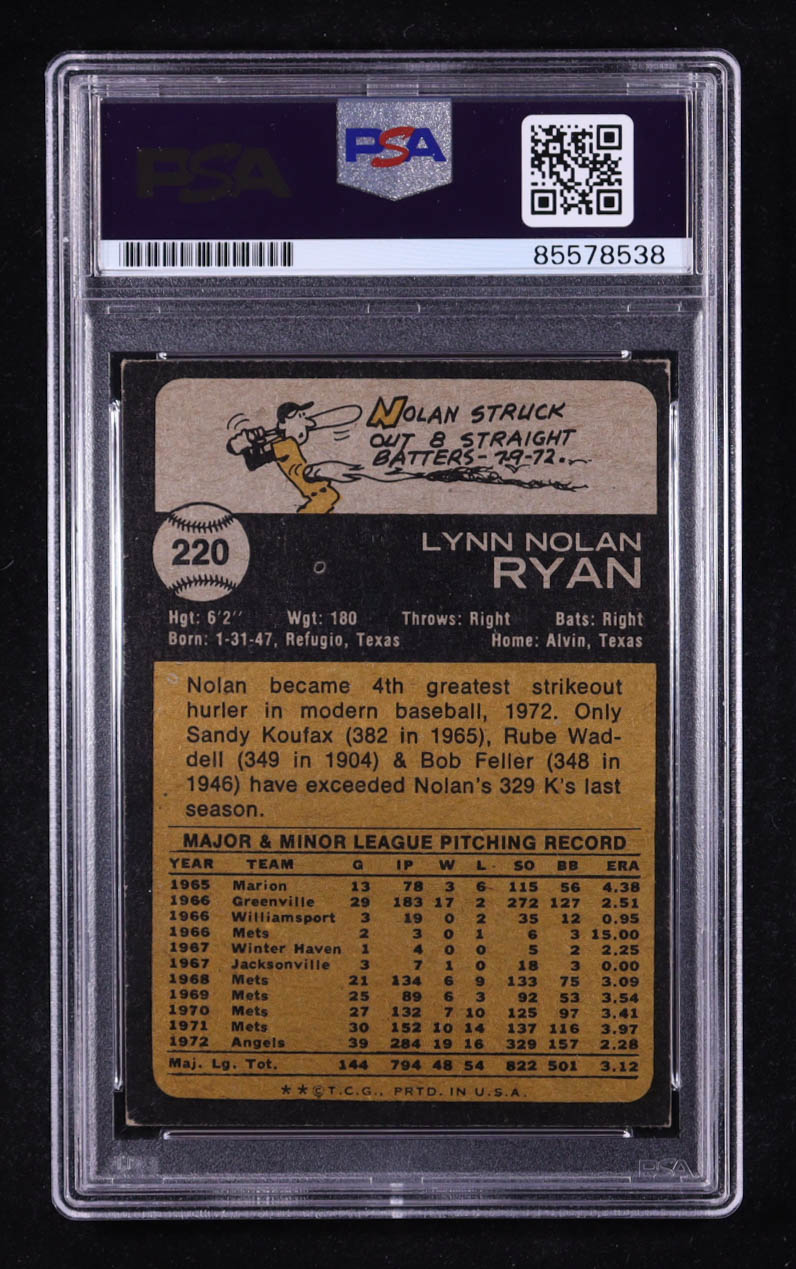 PSA PSA
85578538
NOLAN STRUCK
OUT 8 STRAIGHT
BATTERS-7-9-72.
220
LYNN NOLAN
RYAN
Hgt: 6'2" Wgt: 180 Throws: Right Bats: Right
Born: 1-31-47, Refugio, Texas Home: Alvin, Texas
Nolan became 4th greatest strikeout
hurler in modern baseball, 1972. Only
Sandy Koufax (382 in 1965), Rube Wad-
dell (349 in 1904) & Bob Feller (348 in
1946) have exceeded Nolan's 329 K's last
season.
MAJOR & MINOR LEAGUE PITCHING RECORD
YEAR TEAM G IP W L SO BB ERA
1965 Marion 13 78 3 6 115 56 4.38
1966 Greenville 29 183 17 2 272 127 2.51
1966 Williamsport 3 19 0 2 35 12 0.95
1966 Mets 2 3 0 1 6 3 15.00
1967 Winter Haven 1 4 0 0 5 2 2.25
1967 Jacksonville 3 7 1 0 18 3 0.00
1968 Mets 21 134 6 9 133 75 3.09
1969 Mets 25 89 6 3 92 53 3.54
1970 Mets 27 132 7 10 125 97 3.41
1971 Mets 30 152 10 14 137 116 3.97
1972 Angels 39 284 19 16 329 157 2.28
Maj. Lg. Tot. 144 794 48 54 822 501 3.12
★★©T.C.G., PRTD. IN U.S.A.
PSA